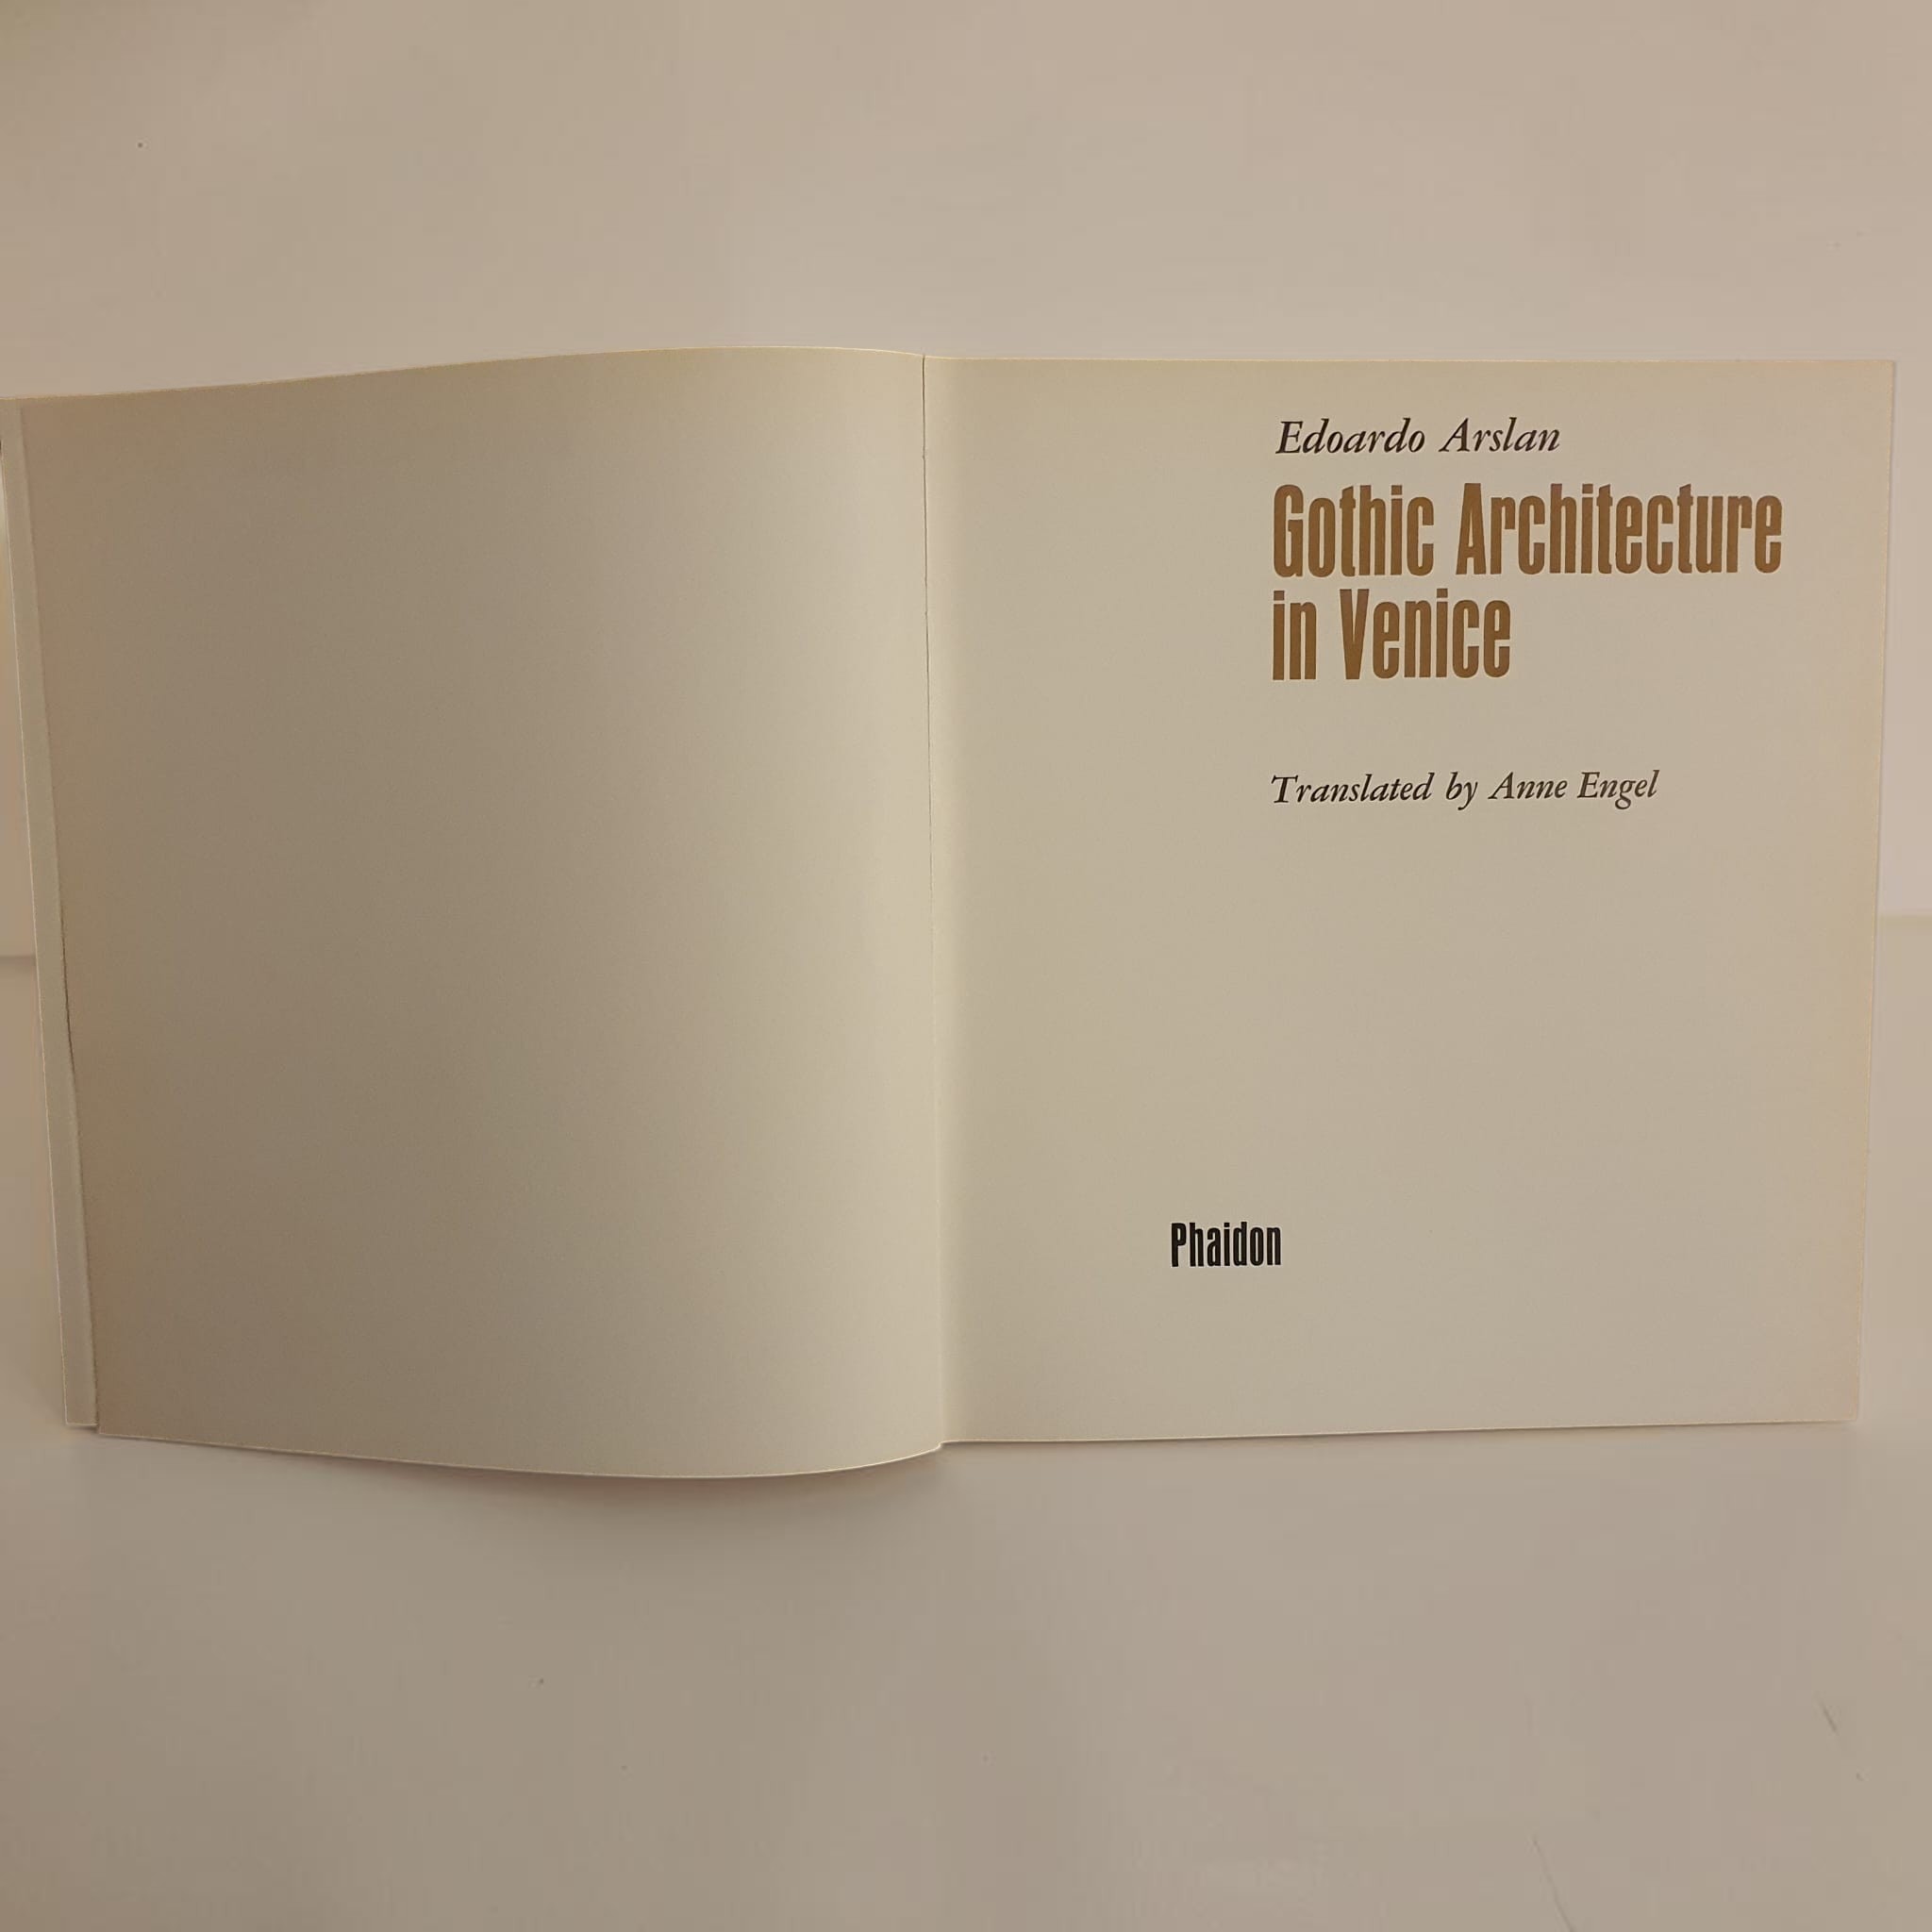 Edoardo Arslan
Gothic Architecture
in Venice
Translated by Anne Engel
Phaidon